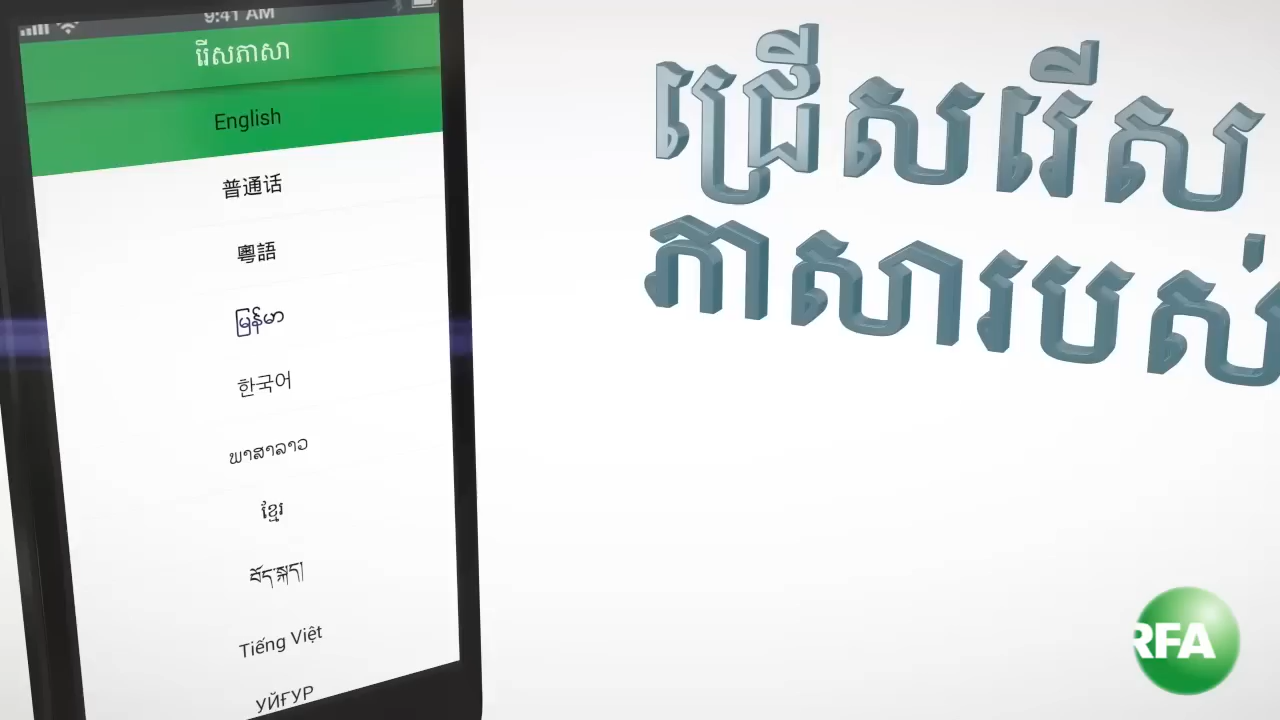 9:41 AM
រើសភាសា
English
普通话
粵語
မြန်မာ
한국어
ພາສາລາວ
ខ្មែរ
བོད་སྐད།
Tiếng Việt
УЙҒУР
ជ្រើសរើស
ភាសារបស់
RFA